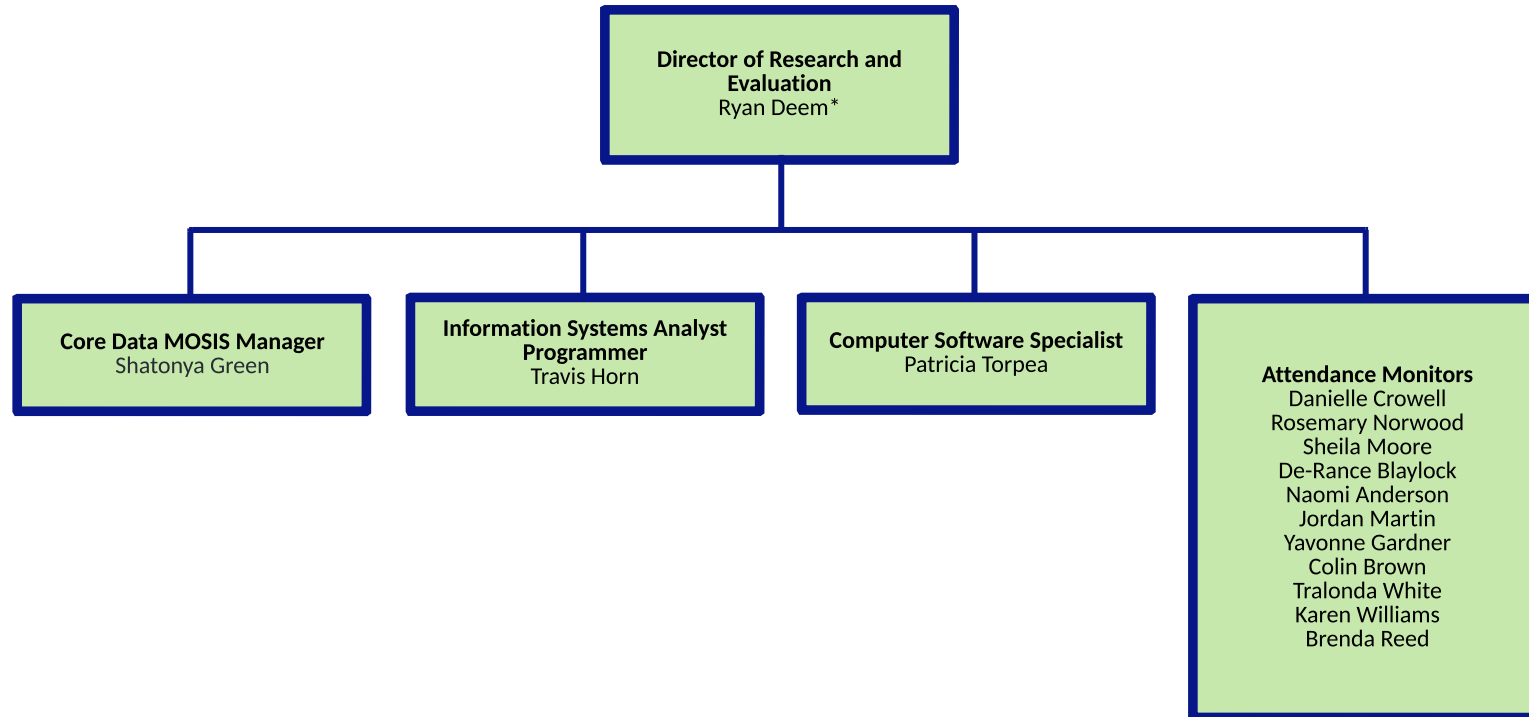 Director of Research and
Evaluation
Ryan Deem*
Core Data MOSIS Manager
Shatonya Green
Information Systems Analyst
Programmer
Travis Horn
Computer Software Specialist
Patricia Torpea
Attendance Monitors
Danielle Crowell
Rosemary Norwood
Sheila Moore
De-Rance Blaylock
Naomi Anderson
Jordan Martin
Yavonne Gardner
Colin Brown
Tralonda White
Karen Williams
Brenda Reed